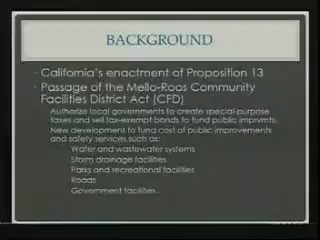 BACKGROUND
California's enactment of Proposition 13
Passage of the Mello-Roos Community
Facilities District Act (CFD)
Authorize local governments to create special-purpose
taxes and sell tax-exempt bonds to fund public impvmts.
New development to fund cost of public improvements
and safety services such as:
Water and wastewater systems
Storm drainage facilities
Parks and recreational facilities
Roads
Government facilities